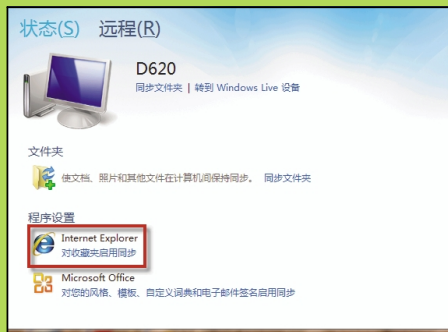 状态(S) 远程(R)
D620
同步文件夹 | 转到 Windows Live 设备
文件夹
使文档、照片和其他文件在计算机间保持同步。 同步文件夹
程序设置
Internet Explorer
对收藏夹启用同步
Microsoft Office
对您的风格、模板、自定义词典和电子邮件签名启用同步